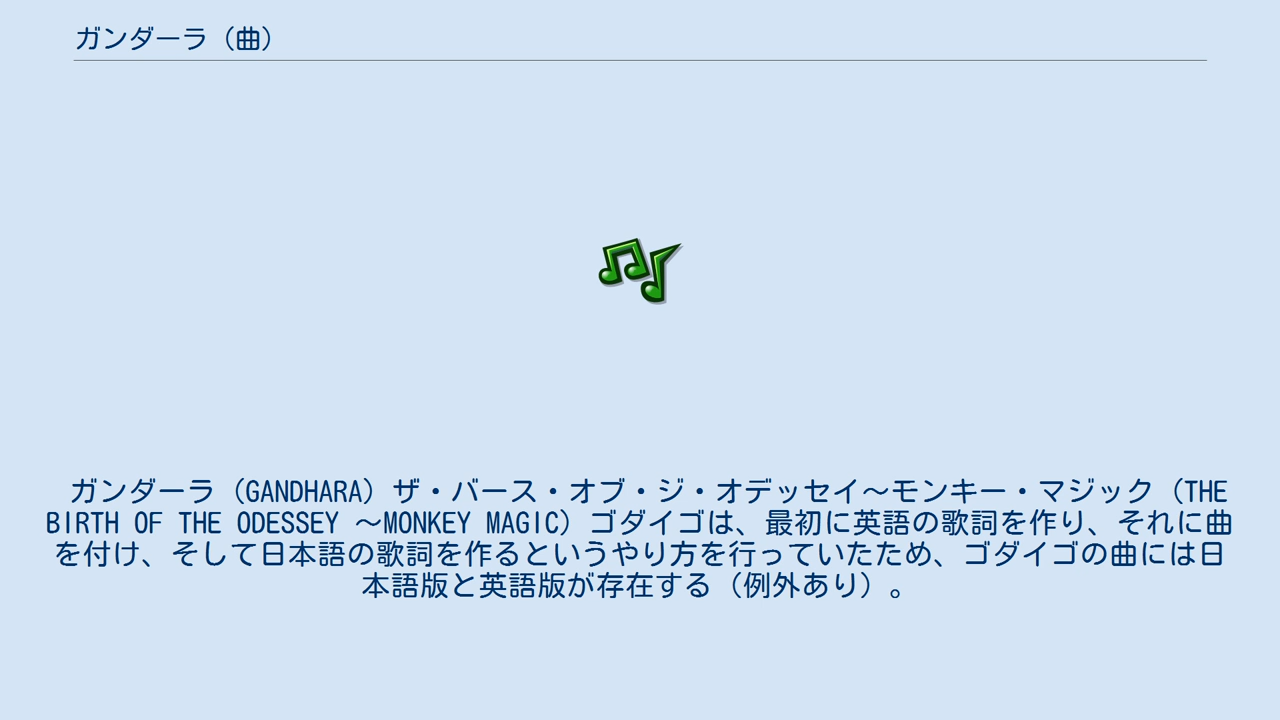 ガンダーラ（曲）
ガンダーラ（GANDHARA）ザ・バース・オブ・ジ・オデッセイ～モンキー・マジック（THE
BIRTH OF THE ODESSEY ～MONKEY MAGIC）ゴダイゴは、最初に英語の歌詞を作り、それに曲
を付け、そして日本語の歌詞を作るというやり方を行っていたため、ゴダイゴの曲には日
本語版と英語版が存在する（例外あり）。